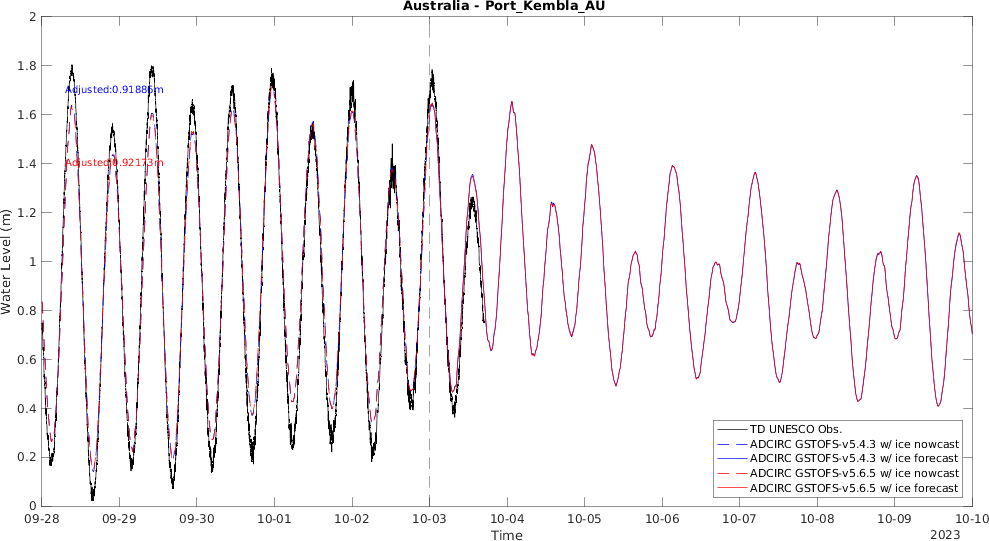 Australia - Port_Kembla_AU
2
1.8
1.6
1.4
1.2
1
0.8
0.6
0.4
0.2
0
Water Level (m)
Adjusted:0.91886m
Adjusted:0.92173m
TD UNESCO Obs.
ADCIRC GSTOFS-v5.4.3 w/ ice nowcast
ADCIRC GSTOFS-v5.4.3 w/ ice forecast
ADCIRC GSTOFS-v5.6.5 w/ ice nowcast
ADCIRC GSTOFS-v5.6.5 w/ ice forecast
09-28 09-29 09-30 10-01 10-02 10-03 10-04 10-05 10-06 10-07 10-08 10-09 10-10
Time
2023